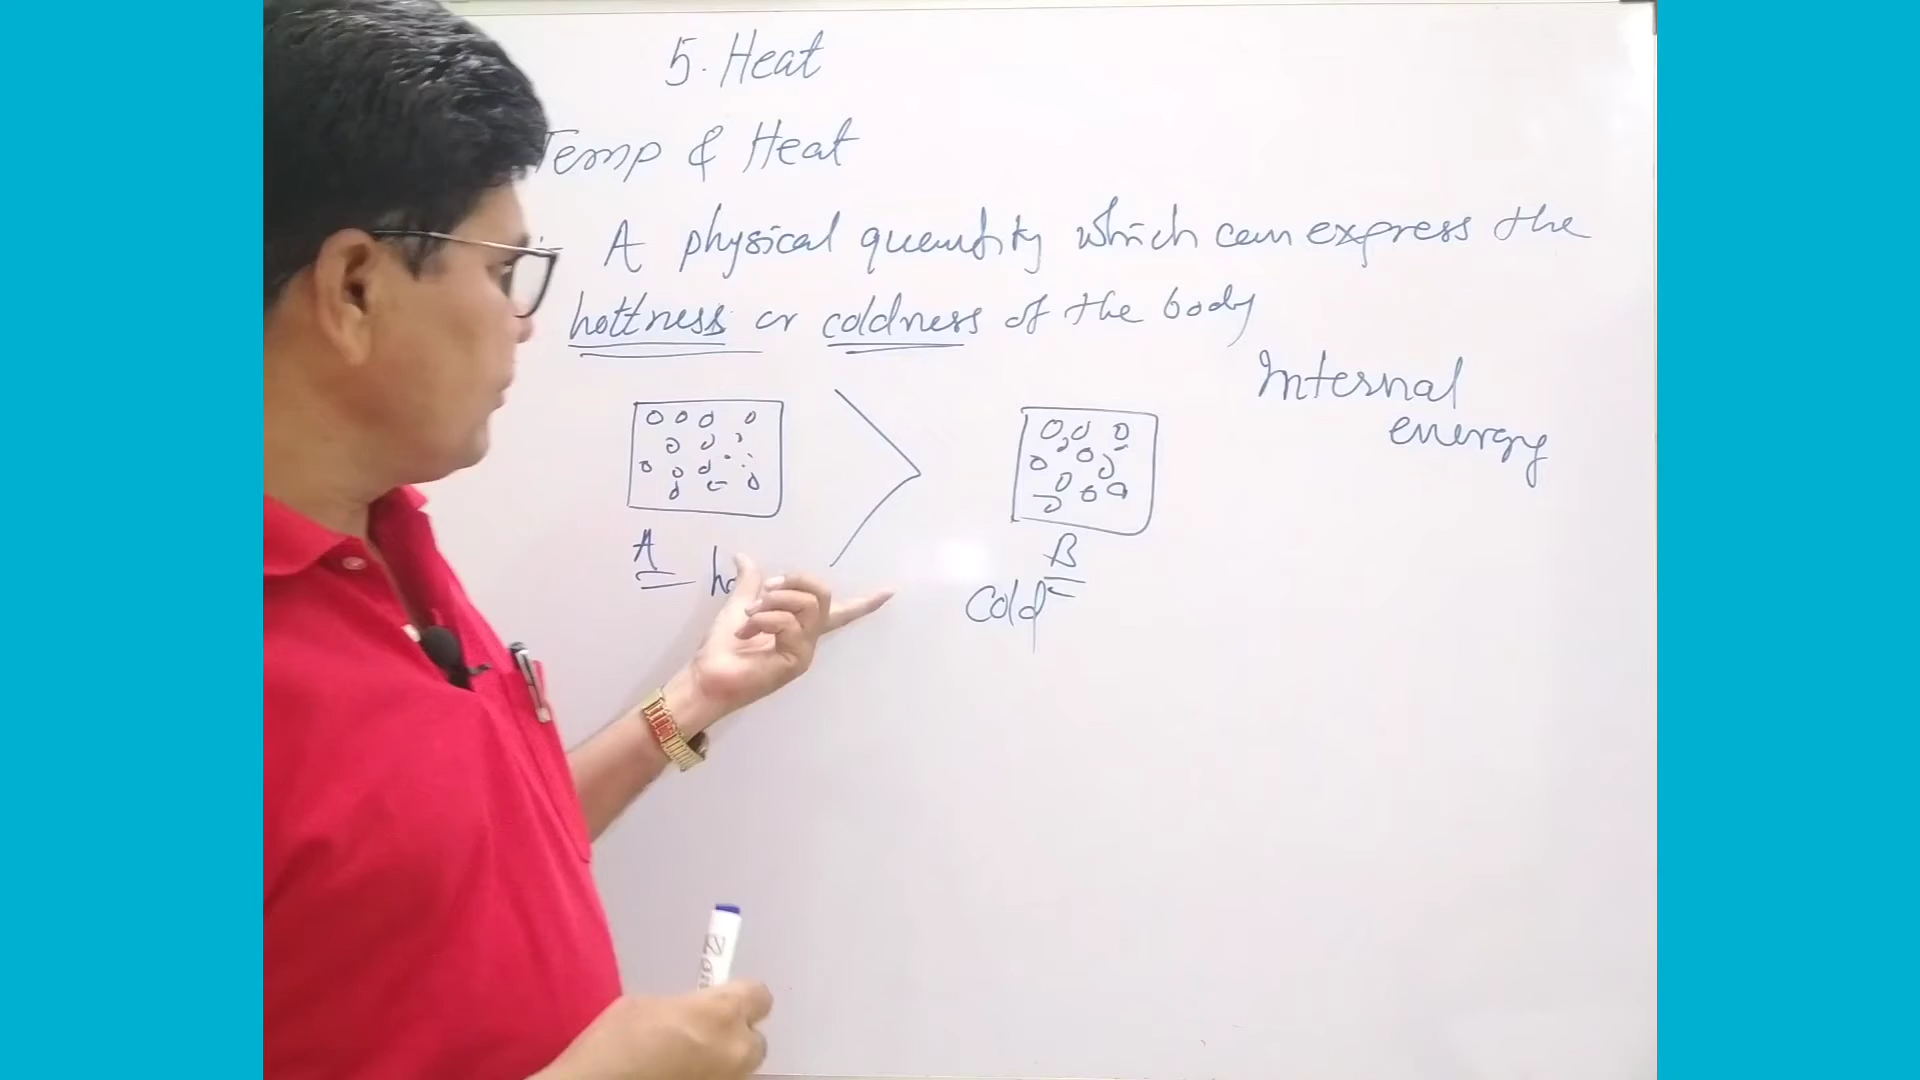 5. Heat
Temp & Heat
A physical quantity which can express the
hottness or coldness of the body
Internal
energy
A
B
Cold